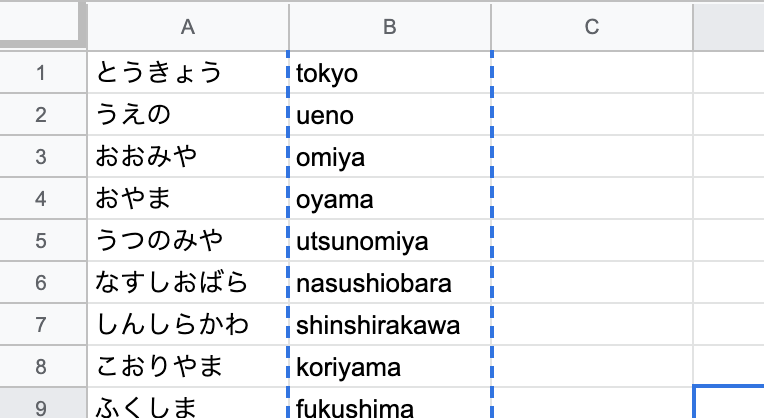 A B C
1 とうきょう tokyo
2 うえの ueno
3 おおみや omiya
4 おやま oyama
5 うつのみや utsunomiya
6 なすしおばら nasushiobara
7 しんしらかわ shinshirakawa
8 こおりやま koriyama
9 ふくしま fukushima